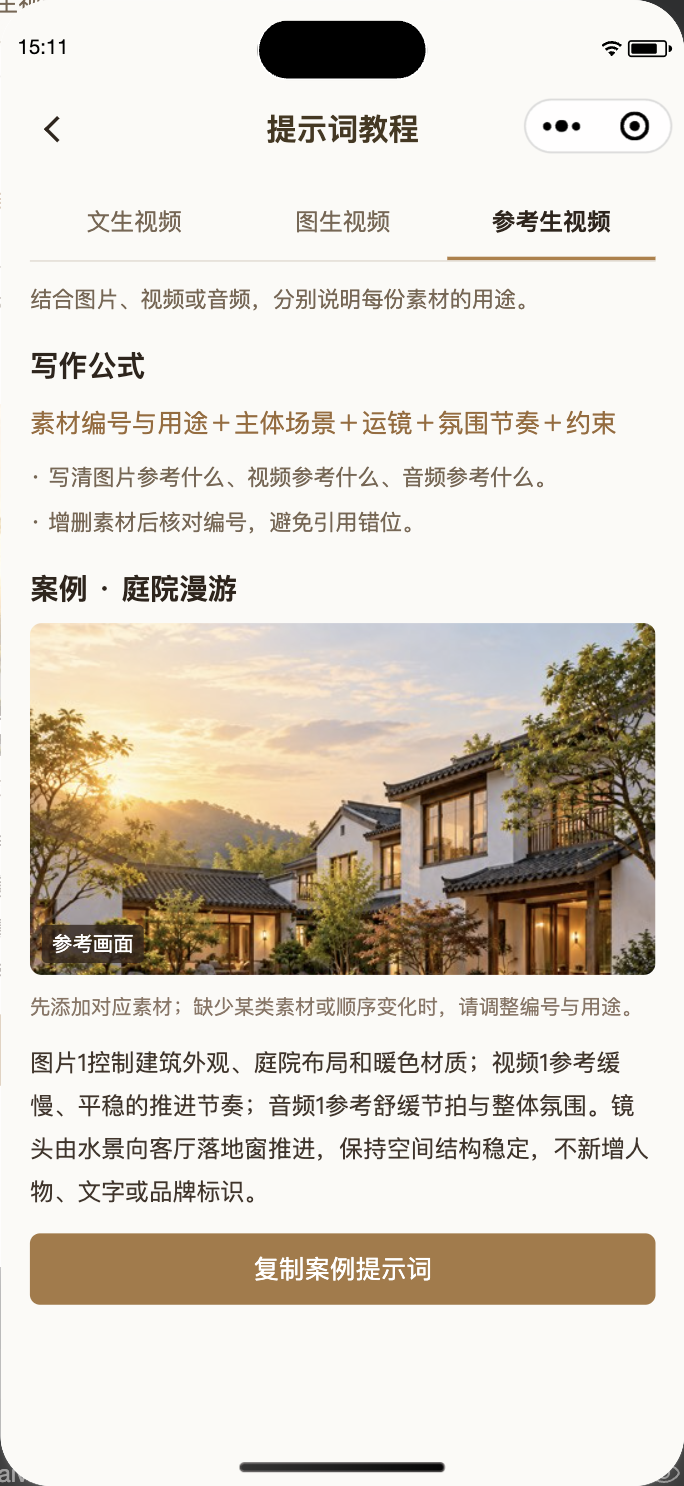 15:11
提示词教程
文生视频
图生视频
参考生视频
结合图片、视频或音频，分别说明每份素材的用途。
写作公式
素材编号与用途＋主体场景＋运镜＋氛围节奏＋约束
· 写清图片参考什么、视频参考什么、音频参考什么。
· 增删素材后核对编号，避免引用错位。
案例 · 庭院漫游
参考画面
先添加对应素材；缺少某类素材或顺序变化时，请调整编号与用途。
图片1控制建筑外观、庭院布局和暖色材质；视频1参考缓
慢、平稳的推进节奏；音频1参考舒缓节拍与整体氛围。镜
头由水景向客厅落地窗推进，保持空间结构稳定，不新增人
物、文字或品牌标识。
复制案例提示词